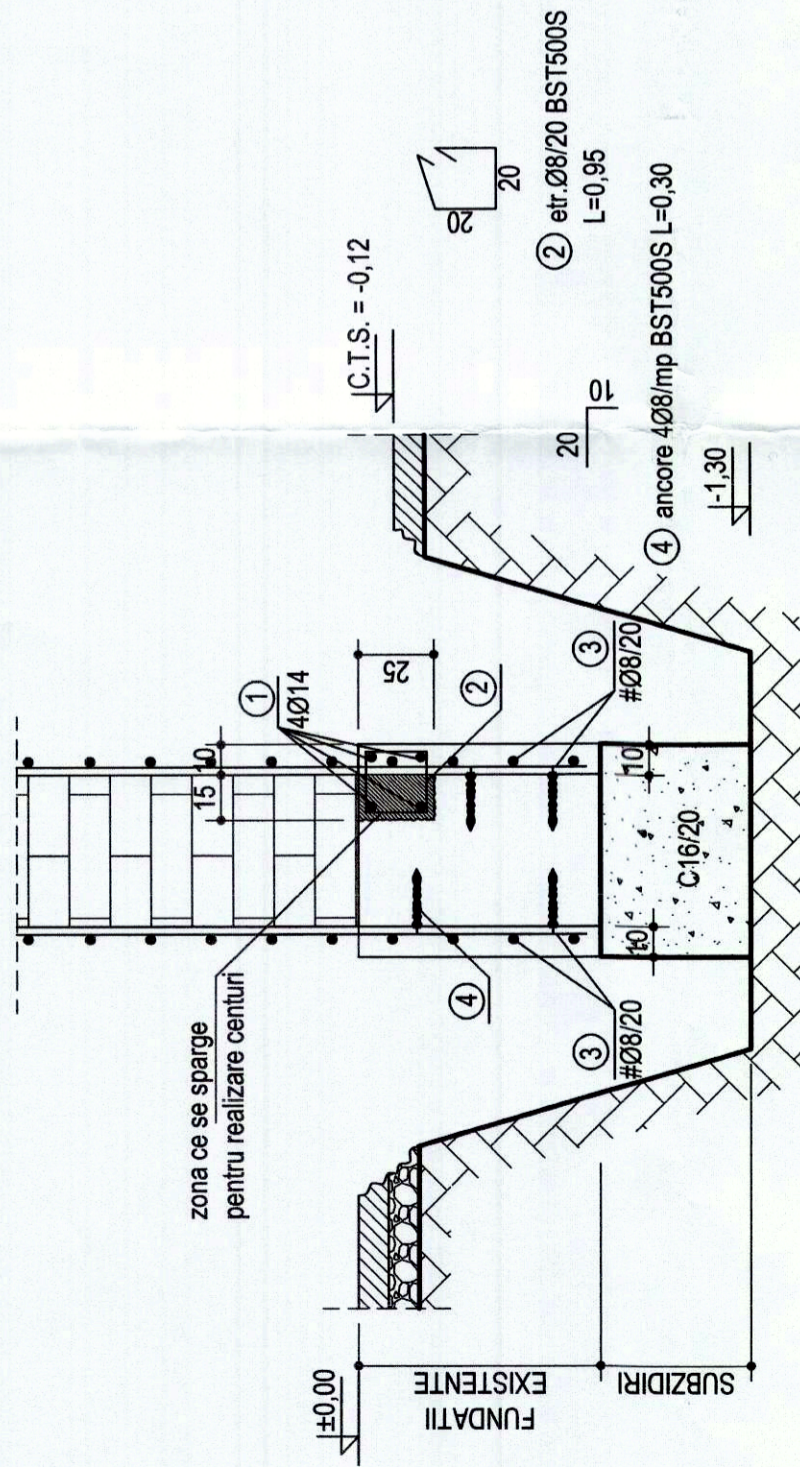 zona ce se sparge
pentru realizare centuri
15
10
1
4Ø14
25
2
C.T.S. = -0,12
20
20
2 etr.Ø8/20 BST500S
L=0,95
±0,00
FUNDATII
EXISTENTE
SUBZIDIRI
4
3
#Ø8/20
3
#Ø8/20
10
10
C16/20
20
10
4 ancore 4Ø8/mp BST500S L=0,30
-1,30